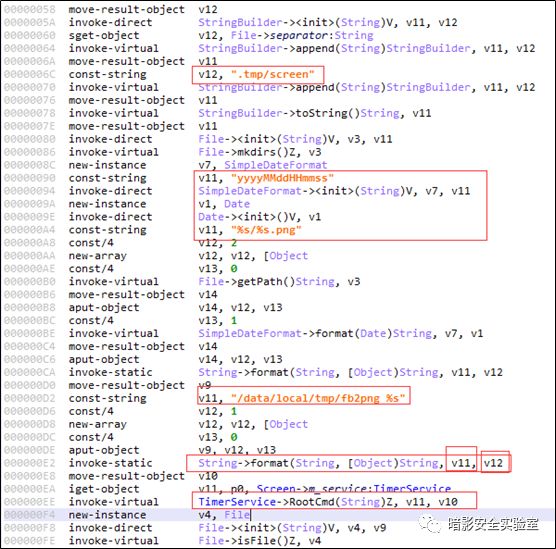 00000058 move-result-object v12
0000005A invoke-direct StringBuilder-><init>(String)V, v11, v12
00000060 sget-object v12, File->separator:String
00000064 invoke-virtual StringBuilder->append(String)StringBuilder, v11, v12
0000006A move-result-object v11
0000006C const-string v12, ".tmp/screen"
00000070 invoke-virtual StringBuilder->append(String)StringBuilder, v11, v12
00000076 move-result-object v11
00000078 invoke-virtual StringBuilder->toString()String, v11
0000007E move-result-object v11
00000080 invoke-direct File-><init>(String)V, v3, v11
00000086 invoke-virtual File->mkdirs()Z, v3
0000008C new-instance v7, SimpleDateFormat
00000090 const-string v11, "yyyyMMddHHmmss"
00000094 invoke-direct SimpleDateFormat-><init>(String)V, v7, v11
0000009A new-instance v1, Date
0000009E invoke-direct Date-><init>()V, v1
000000A4 const-string v11, "%s/%s.png"
000000A8 const/4 v12, 2
000000AA new-array v12, v12, [Object
000000AE const/4 v13, 0
000000B0 invoke-virtual File->getPath()String, v3
000000B6 move-result-object v14
000000B8 aput-object v14, v12, v13
000000BC const/4 v13, 1
000000BE invoke-virtual SimpleDateFormat->format(Date)String, v7, v1
000000C4 move-result-object v14
000000C6 aput-object v14, v12, v13
000000CA invoke-static String->format(String, [Object)String, v11, v12
000000D0 move-result-object v9
000000D2 const-string v11, "/data/local/tmp/fb2png %s"
000000D6 const/4 v12, 1
000000D8 new-array v12, v12, [Object
000000DC const/4 v13, 0
000000DE aput-object v9, v12, v13
000000E2 invoke-static String->format(String, [Object)String, v11, v12
000000E8 move-result-object v10
000000EA iget-object v11, p0, Screen->m_service:TimerService
000000EE invoke-virtual TimerService->RootCmd(String)Z, v11, v10
000000F4 new-instance v4, File
000000F8 invoke-direct File-><init>(String)V, v4, v9
000000FE invoke-virtual File->isFile()Z, v4
暗影安全实验室